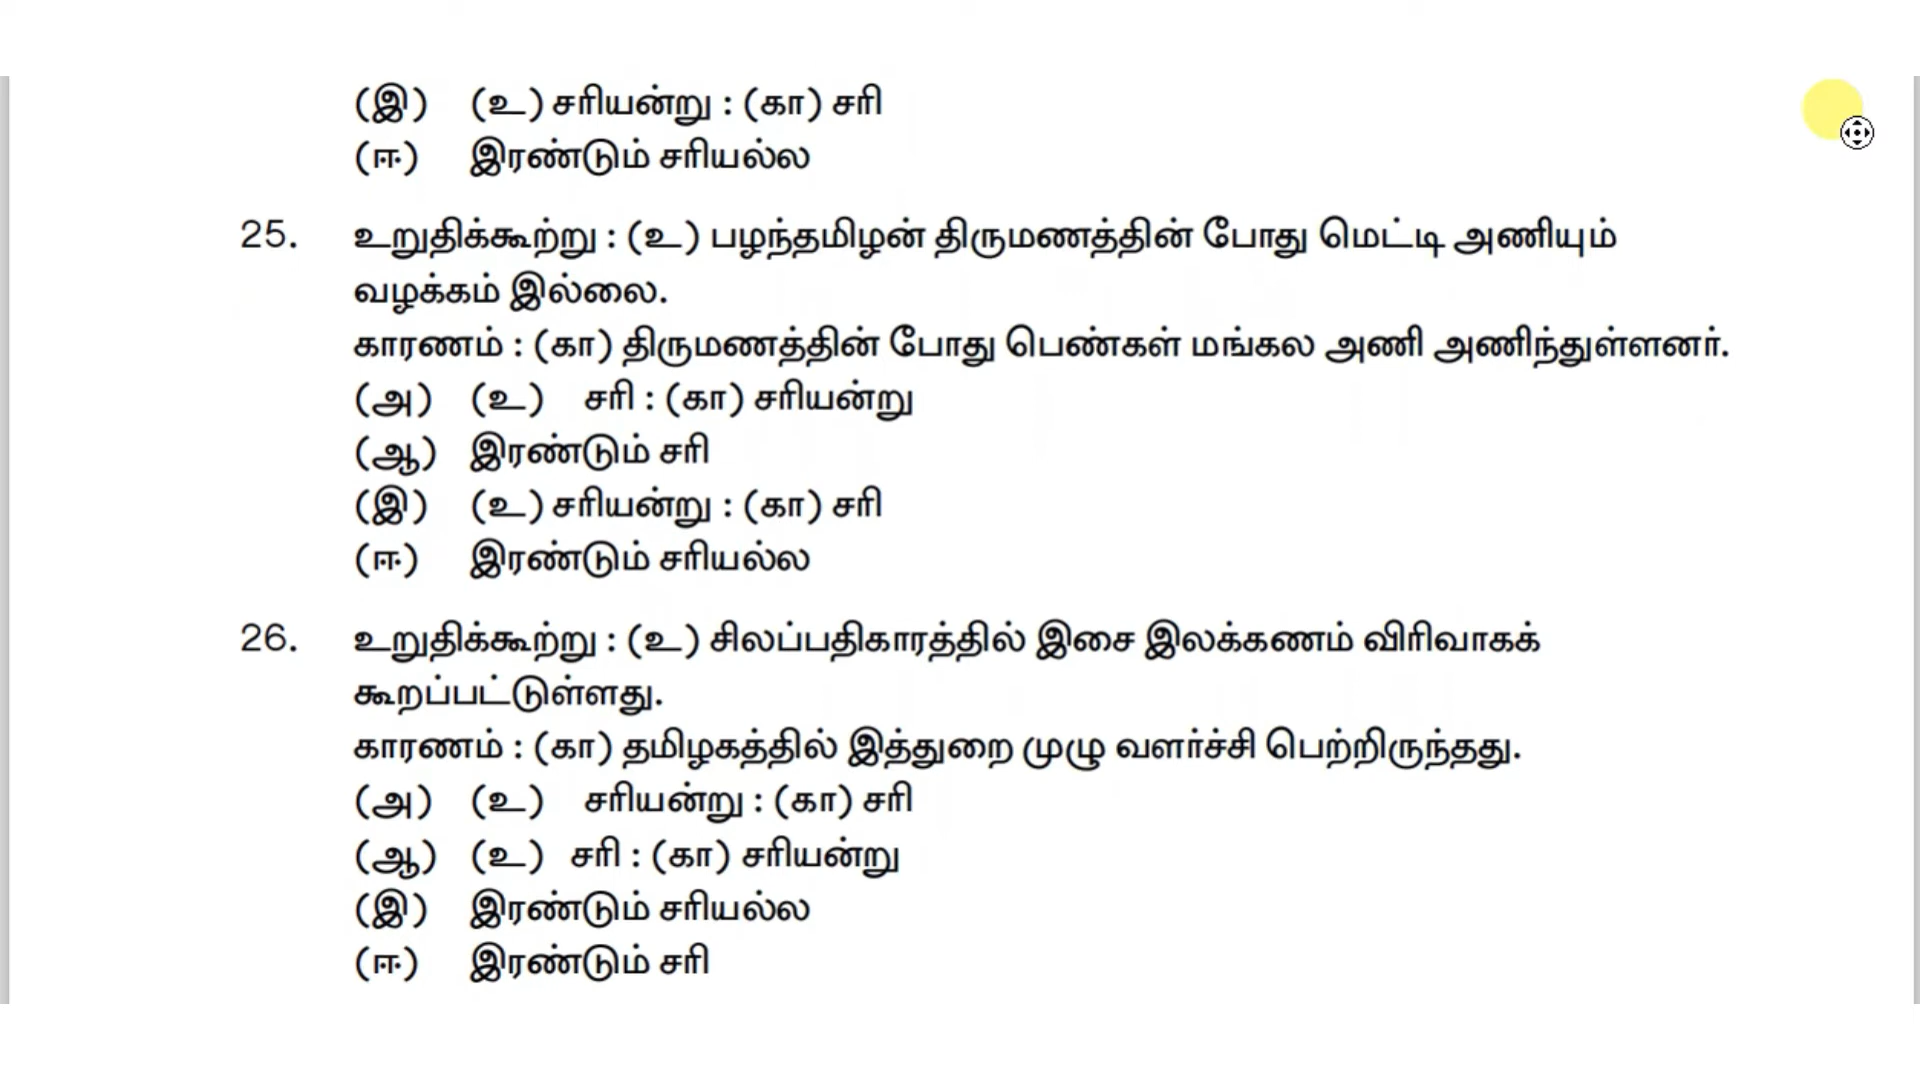 (இ) (உ) சரியன்று : (கா) சரி
(ஈ) இரண்டும் சரியல்ல
25. உறுதிக்கூற்று : (உ) பழந்தமிழன் திருமணத்தின் போது மெட்டி அணியும்
வழக்கம் இல்லை.
காரணம் : (கா) திருமணத்தின் போது பெண்கள் மங்கல அணி அணிந்துள்ளனர்.
(அ) (உ) சரி : (கா) சரியன்று
(ஆ) இரண்டும் சரி
(இ) (உ) சரியன்று : (கா) சரி
(ஈ) இரண்டும் சரியல்ல
26. உறுதிக்கூற்று : (உ) சிலப்பதிகாரத்தில் இசை இலக்கணம் விரிவாகக்
கூறப்பட்டுள்ளது.
காரணம் : (கா) தமிழகத்தில் இத்துறை முழு வளர்ச்சி பெற்றிருந்தது.
(அ) (உ) சரியன்று : (கா) சரி
(ஆ) (உ) சரி : (கா) சரியன்று
(இ) இரண்டும் சரியல்ல
(ஈ) இரண்டும் சரி